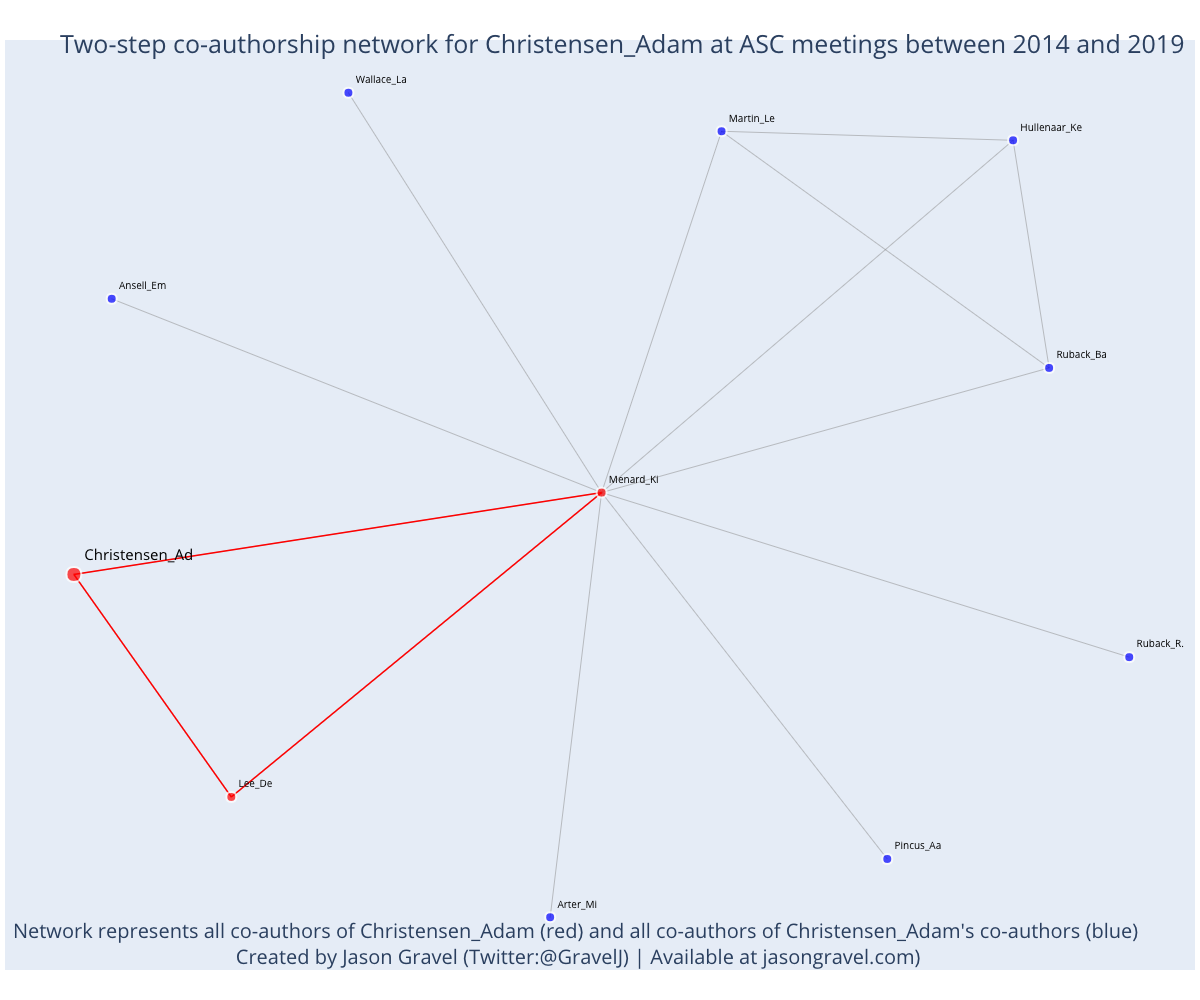 Two-step co-authorship network for Christensen_Adam at ASC meetings between 2014 and 2019
Wallace_La
Martin_Le
Hullenaar_Ke
Ansell_Em
Ruback_Ba
Menard_Ki
Christensen_Ad
Ruback_R.
Lee_De
Pincus_Aa
Arter_Mi
Network represents all co-authors of Christensen_Adam (red) and all co-authors of Christensen_Adam's co-authors (blue)
Created by Jason Gravel (Twitter:@GravelJ) | Available at jasongravel.com)